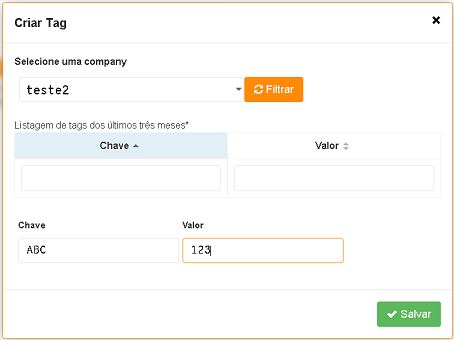 Criar Tag
Selecione uma company
teste2 Filtrar
Listagem de tags dos últimos três meses*
Chave Valor
Chave Valor
ABC 123
Salvar